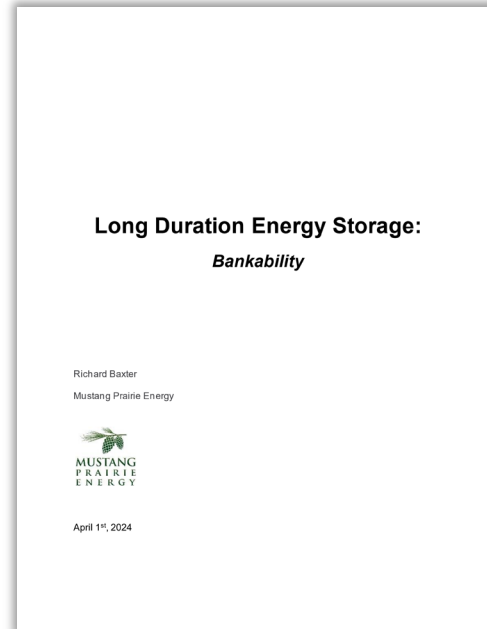 Long Duration Energy Storage:
Bankability
Richard Baxter
Mustang Prairie Energy
MUSTANG
PRAIRIE
ENERGY
April 1st, 2024